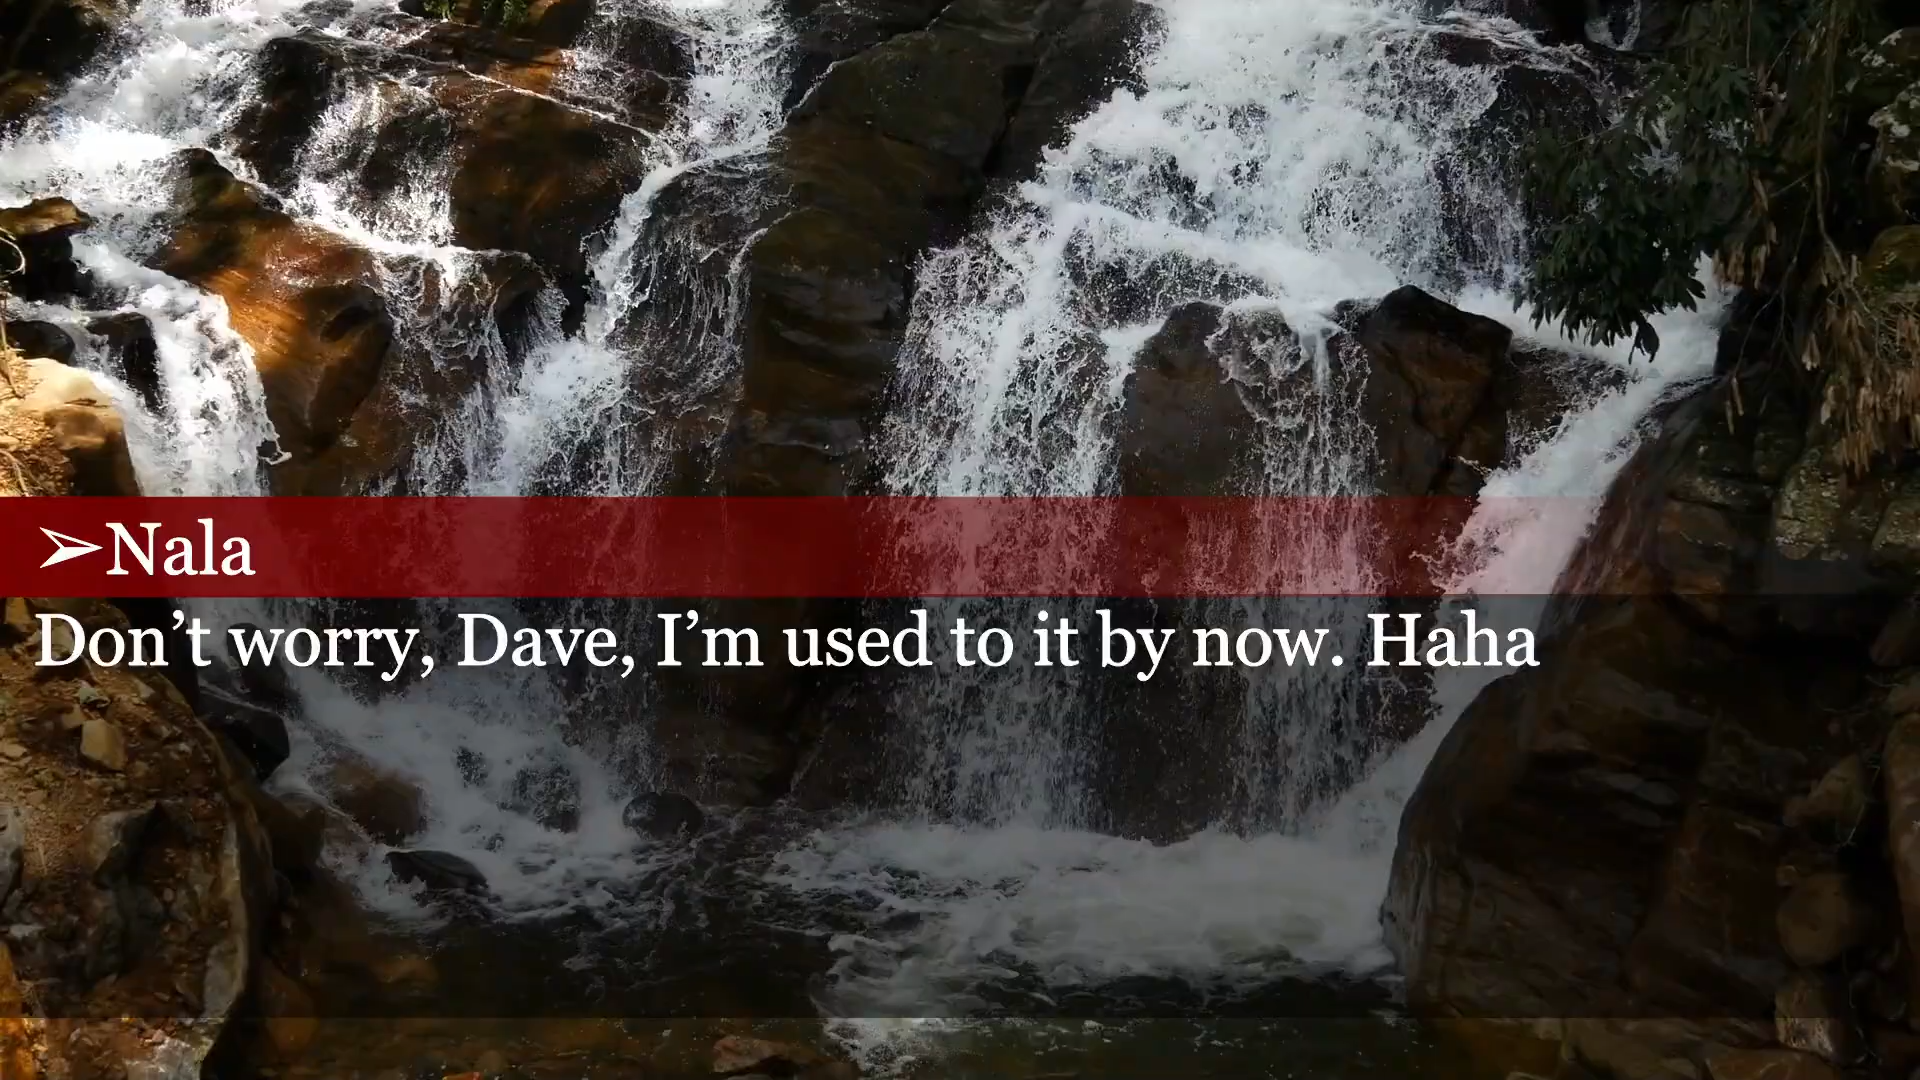 ➢Nala
Don’t worry, Dave, I’m used to it by now. Haha